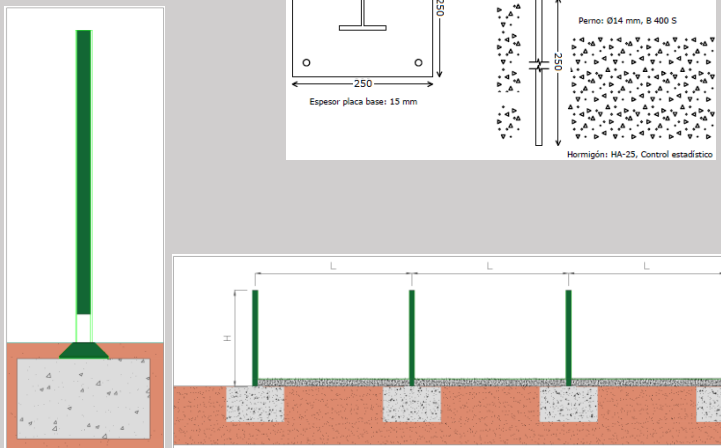 250
250
Espesor placa base: 15 mm
250
Perno: Ø14 mm, B 400 S
Hormigón: HA-25, Control estadístico
L
L
L
H